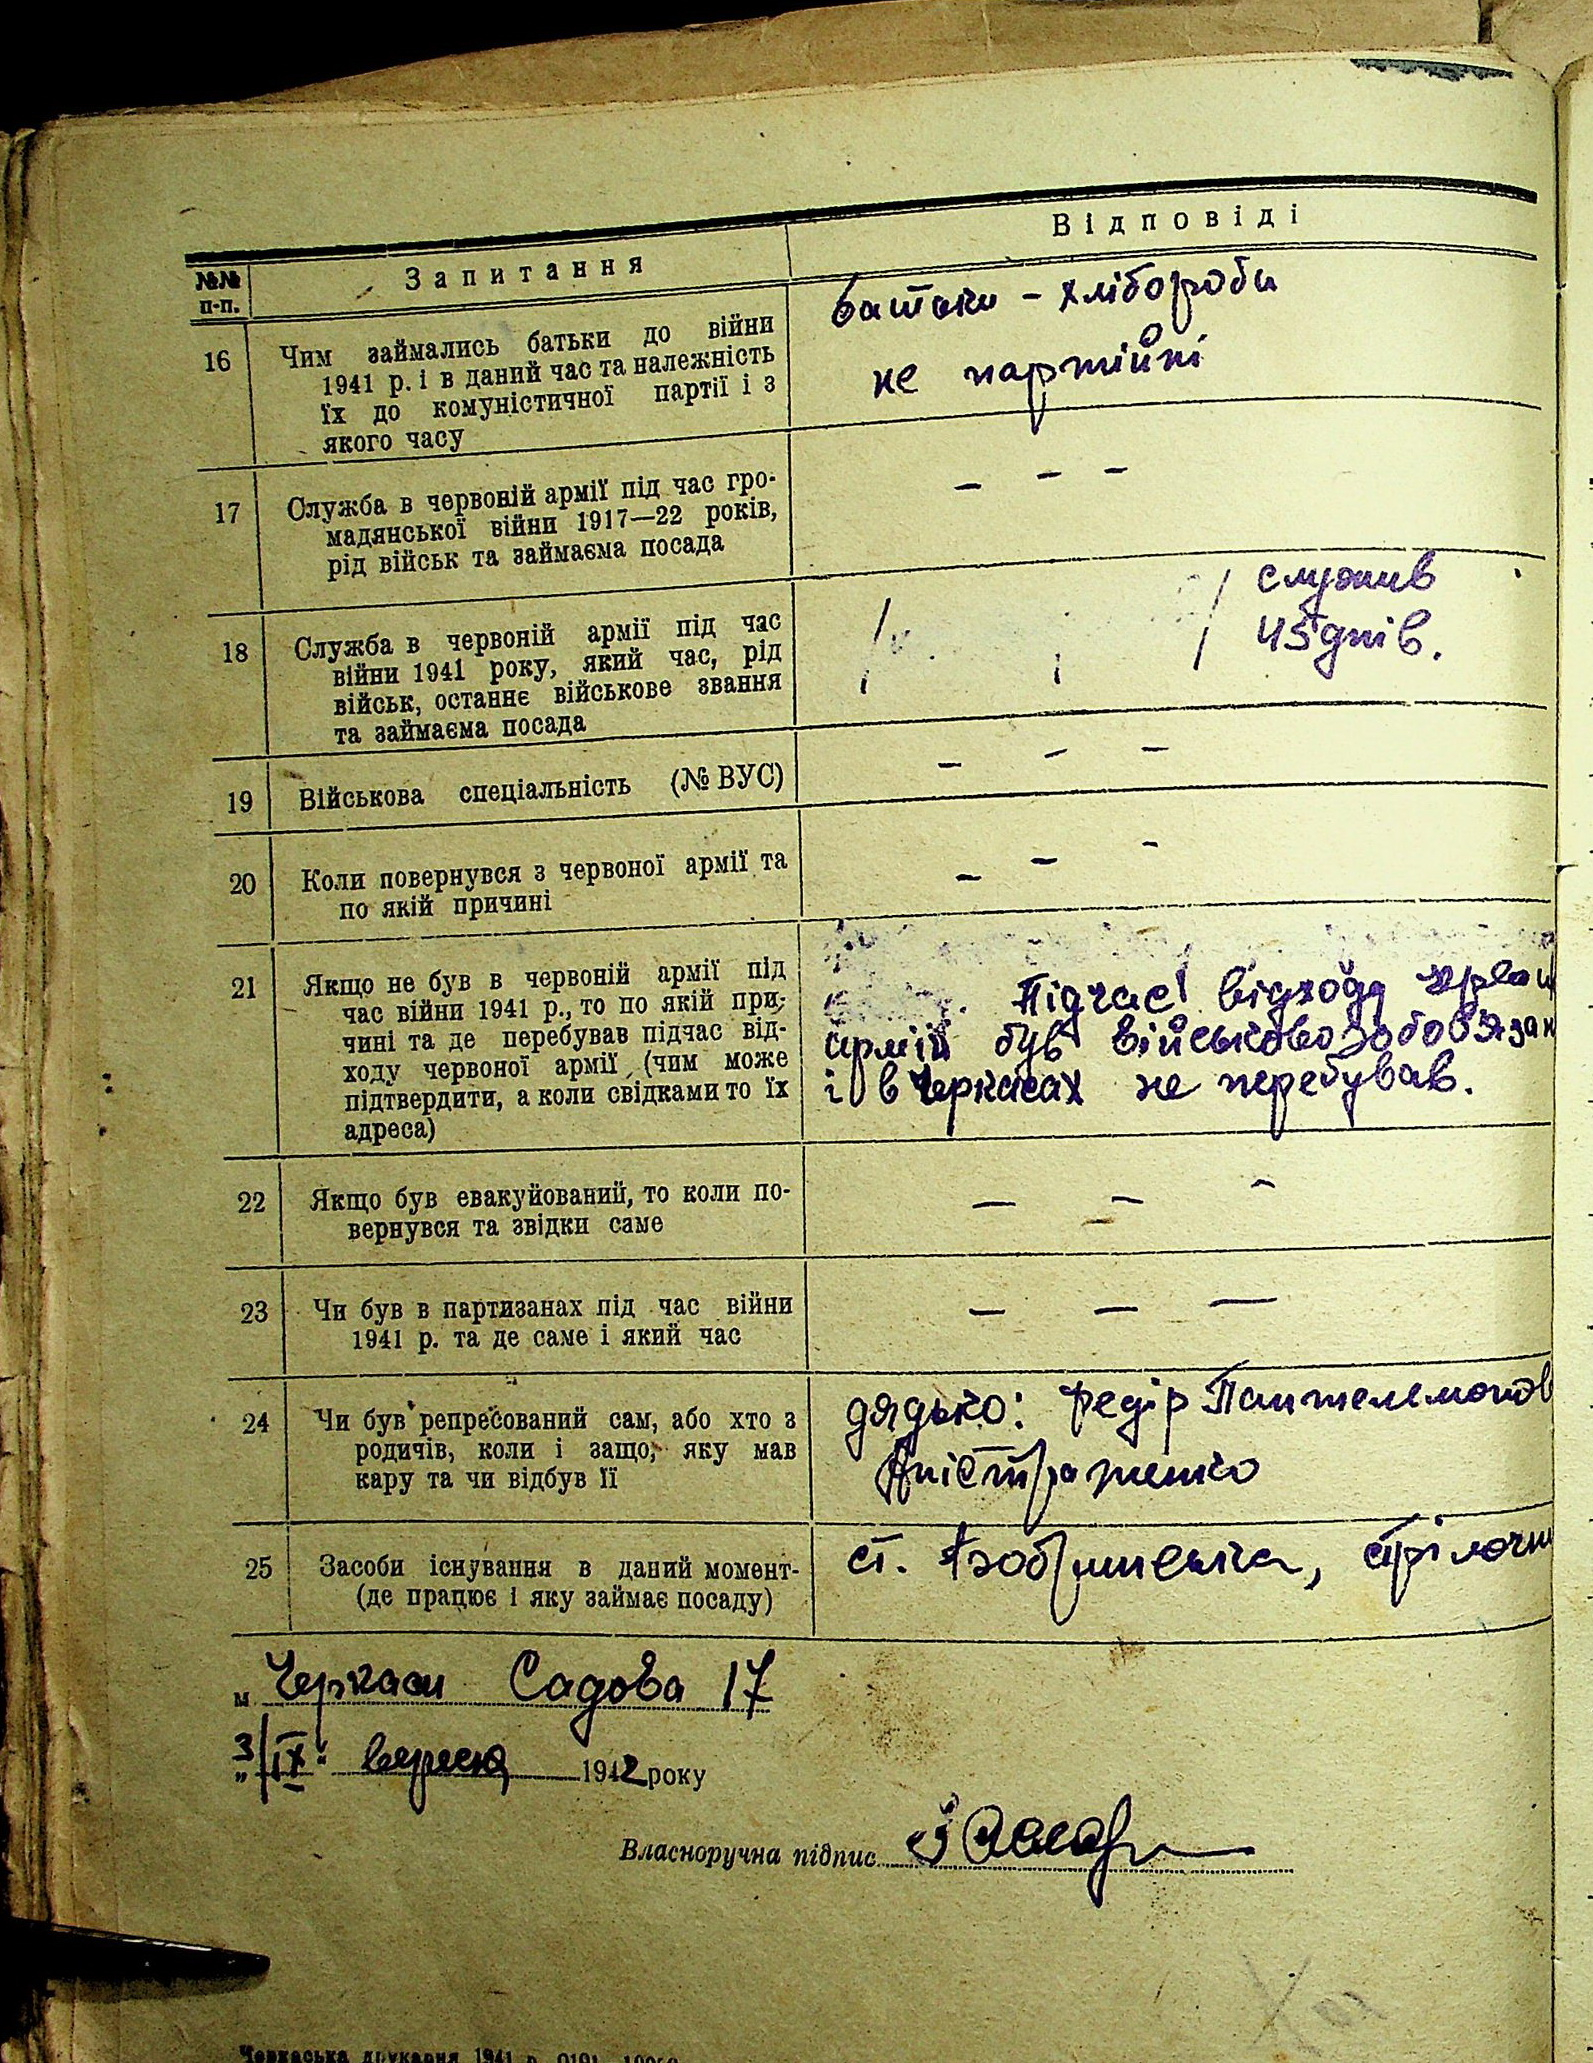 №№ п-п.
Запитання
Відповіді
16
Чим займались батьки до війни
1941 р. і в даний час та належність
їх до комуністичної партії і з
якого часу
батьки - хлібороби
не партійні
17
Служба в червоній армії під час гро-
мадянської війни 1917—22 років,
рід військ та займаєма посада
— — —
18
Служба в червоній армії під час
війни 1941 року, який час, рід
військ, останнє військове звання
та займаєма посада
служив
45 днів.
19
Військова спеціальність (№ ВУС)
— — —
20
Коли повернувся з червоної армії та
по якій причині
— — —
21
Якщо не був в червоній армії під
час війни 1941 р., то по якій при-
чині та де перебував підчас від-
ходу червоної армії (чим може
підтвердити, а коли свідками то їх
адреса)
Підчас відходу
армії був військовозобов'язан
і в Черкасах не перебував.
22
Якщо був евакуйований, то коли по-
вернувся та звідки саме
— — —
23
Чи був в партизанах під час війни
1941 р. та де саме і який час
— — —
24
Чи був репресований сам, або хто з
родичів, коли і защо, яку мав
кару та чи відбув її
дядько: Федір Пантелемонов
Аністратенко
25
Засоби існування в даний момент-
(де працює і яку займає посаду)
ст. стрілочн
м Черкаси Садова 17
„3/IX“ вересня 1942 року
Власноручна підпис
Черкаська друкарня 1941 р.